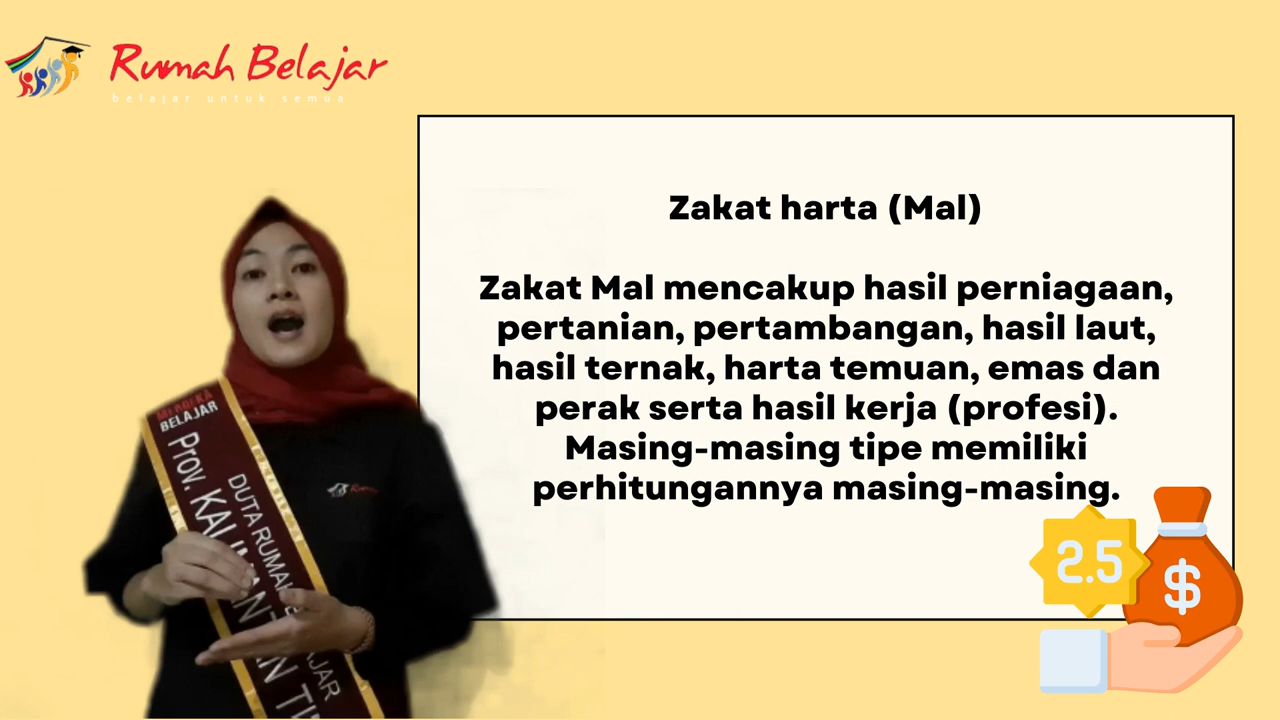 Rumah Belajar
belajar untuk semua
Zakat harta (Mal)
Zakat Mal mencakup hasil perniagaan,
pertanian, pertambangan, hasil laut,
hasil ternak, harta temuan, emas dan
perak serta hasil kerja (profesi).
Masing-masing tipe memiliki
perhitungannya masing-masing.
MERDEKA
BELAJAR
DUTA RUMAH
Prov. KALIMANTAN
2.5
$